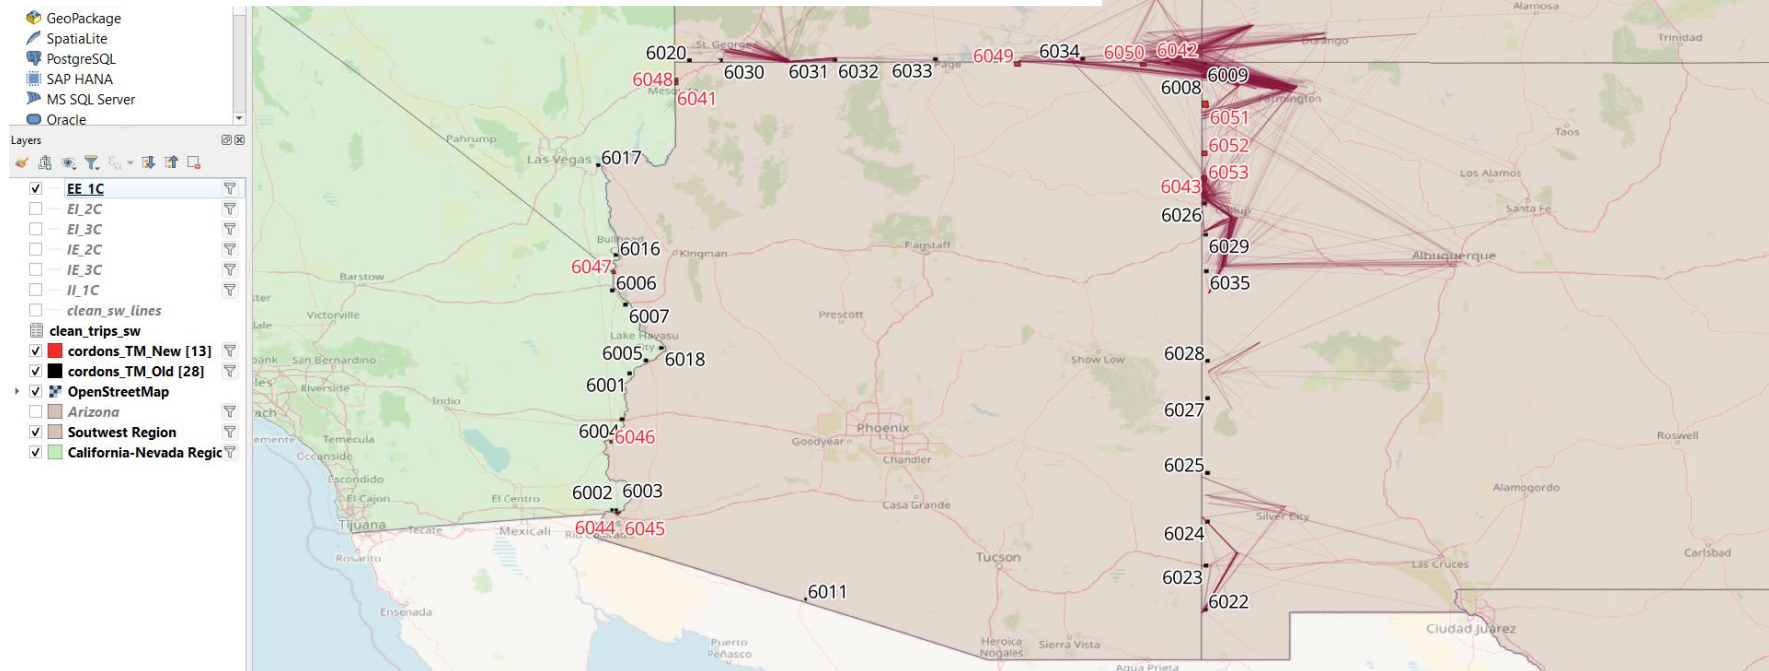 GeoPackage
SpatiaLite
PostgreSQL
SAP HANA
MS SQL Server
Oracle
Layers
EE_1C
EI_2C
EI_3C
IE_2C
IE_3C
II_1C
clean_sw_lines
clean_trips_sw
cordons_TM_New [13]
cordons_TM_Old [28]
OpenStreetMap
Arizona
Soutwest Region
California-Nevada Regic
Alamosa
St. George
Durango
Trinidad
6020
6030
6031
6032
6033
Page
6049
6034
6050
6042
6048
6041
6009
6008
Farmington
6051
Pahrump
Las Vegas
6017
6052
Taos
6053
6043
Los Alamos
Santa Fe
6026
6016
Kingman
Flagstaff
6029
Albuquerque
6047
Barstow
6006
6035
Victorville
6007
Prescott
Lake Havasu
City
6005
6018
Show Low
6028
San Bernardino
Riverside
6001
Indio
6027
6004
6046
Phoenix
Goodyear
Chandler
Roswell
Temecula
Oceanside
6025
Escondido
El Cajon
El Centro
6002
6003
Casa Grande
Silver City
Alamogordo
Tijuana
Tecate
Mexicali
6044
6045
6024
Rosarito
Tucson
Las Cruces
Carlsbad
6023
6011
6022
Ensenada
Ciudad Juárez
Puerto
Peñasco
Heroica
Nogales
Sierra Vista
Agua Prieta